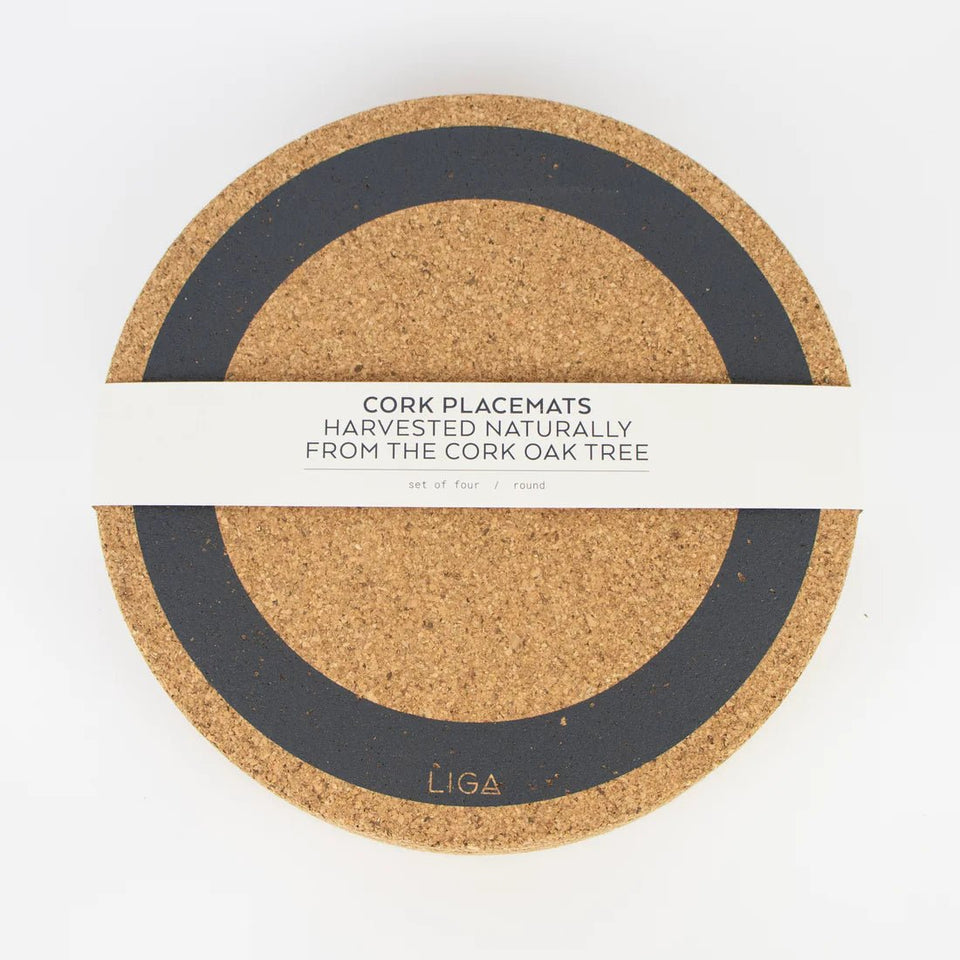 CORK PLACEMATS
HARVESTED NATURALLY
FROM THE CORK OAK TREE
set of four / round
LIGA